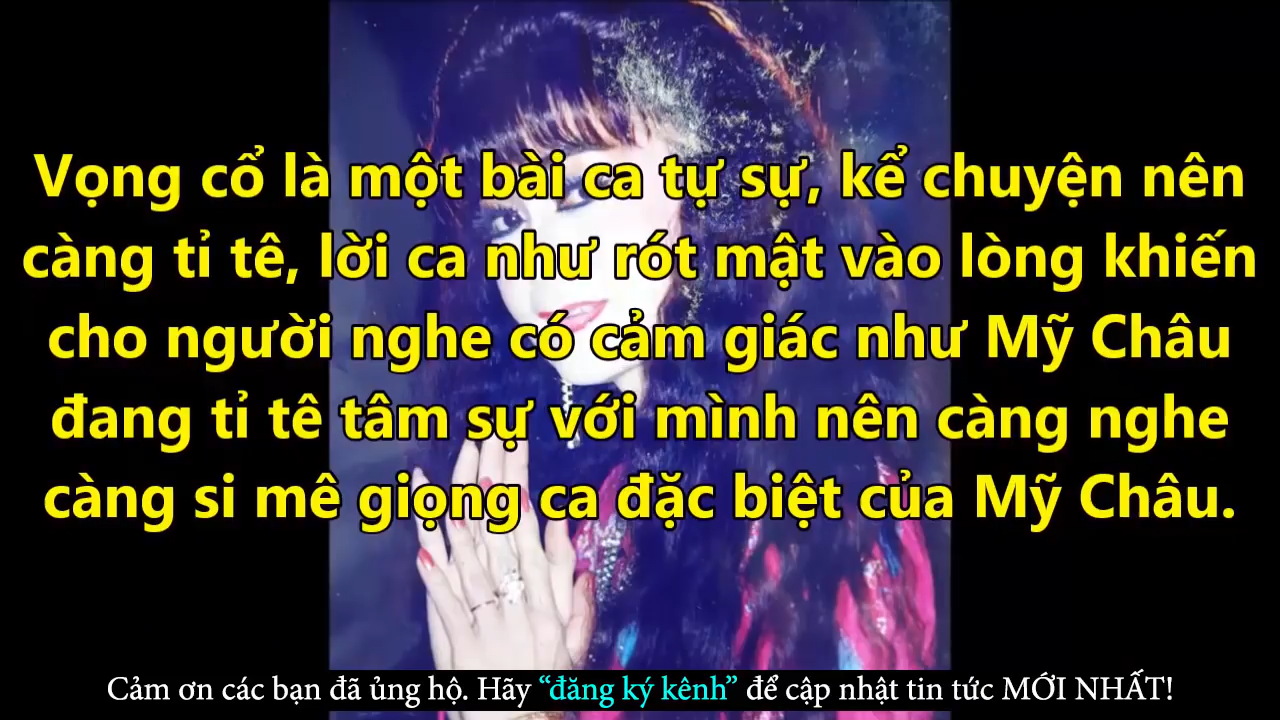 Vọng cổ là một bài ca tự sự, kể chuyện nên
càng tỉ tê, lời ca như rót mật vào lòng khiến
cho người nghe có cảm giác như Mỹ Châu
đang tỉ tê tâm sự với mình nên càng nghe
càng si mê giọng ca đặc biệt của Mỹ Châu.
Cảm ơn các bạn đã ủng hộ. Hãy “đăng ký kênh” để cập nhật tin tức MỚI NHẤT!